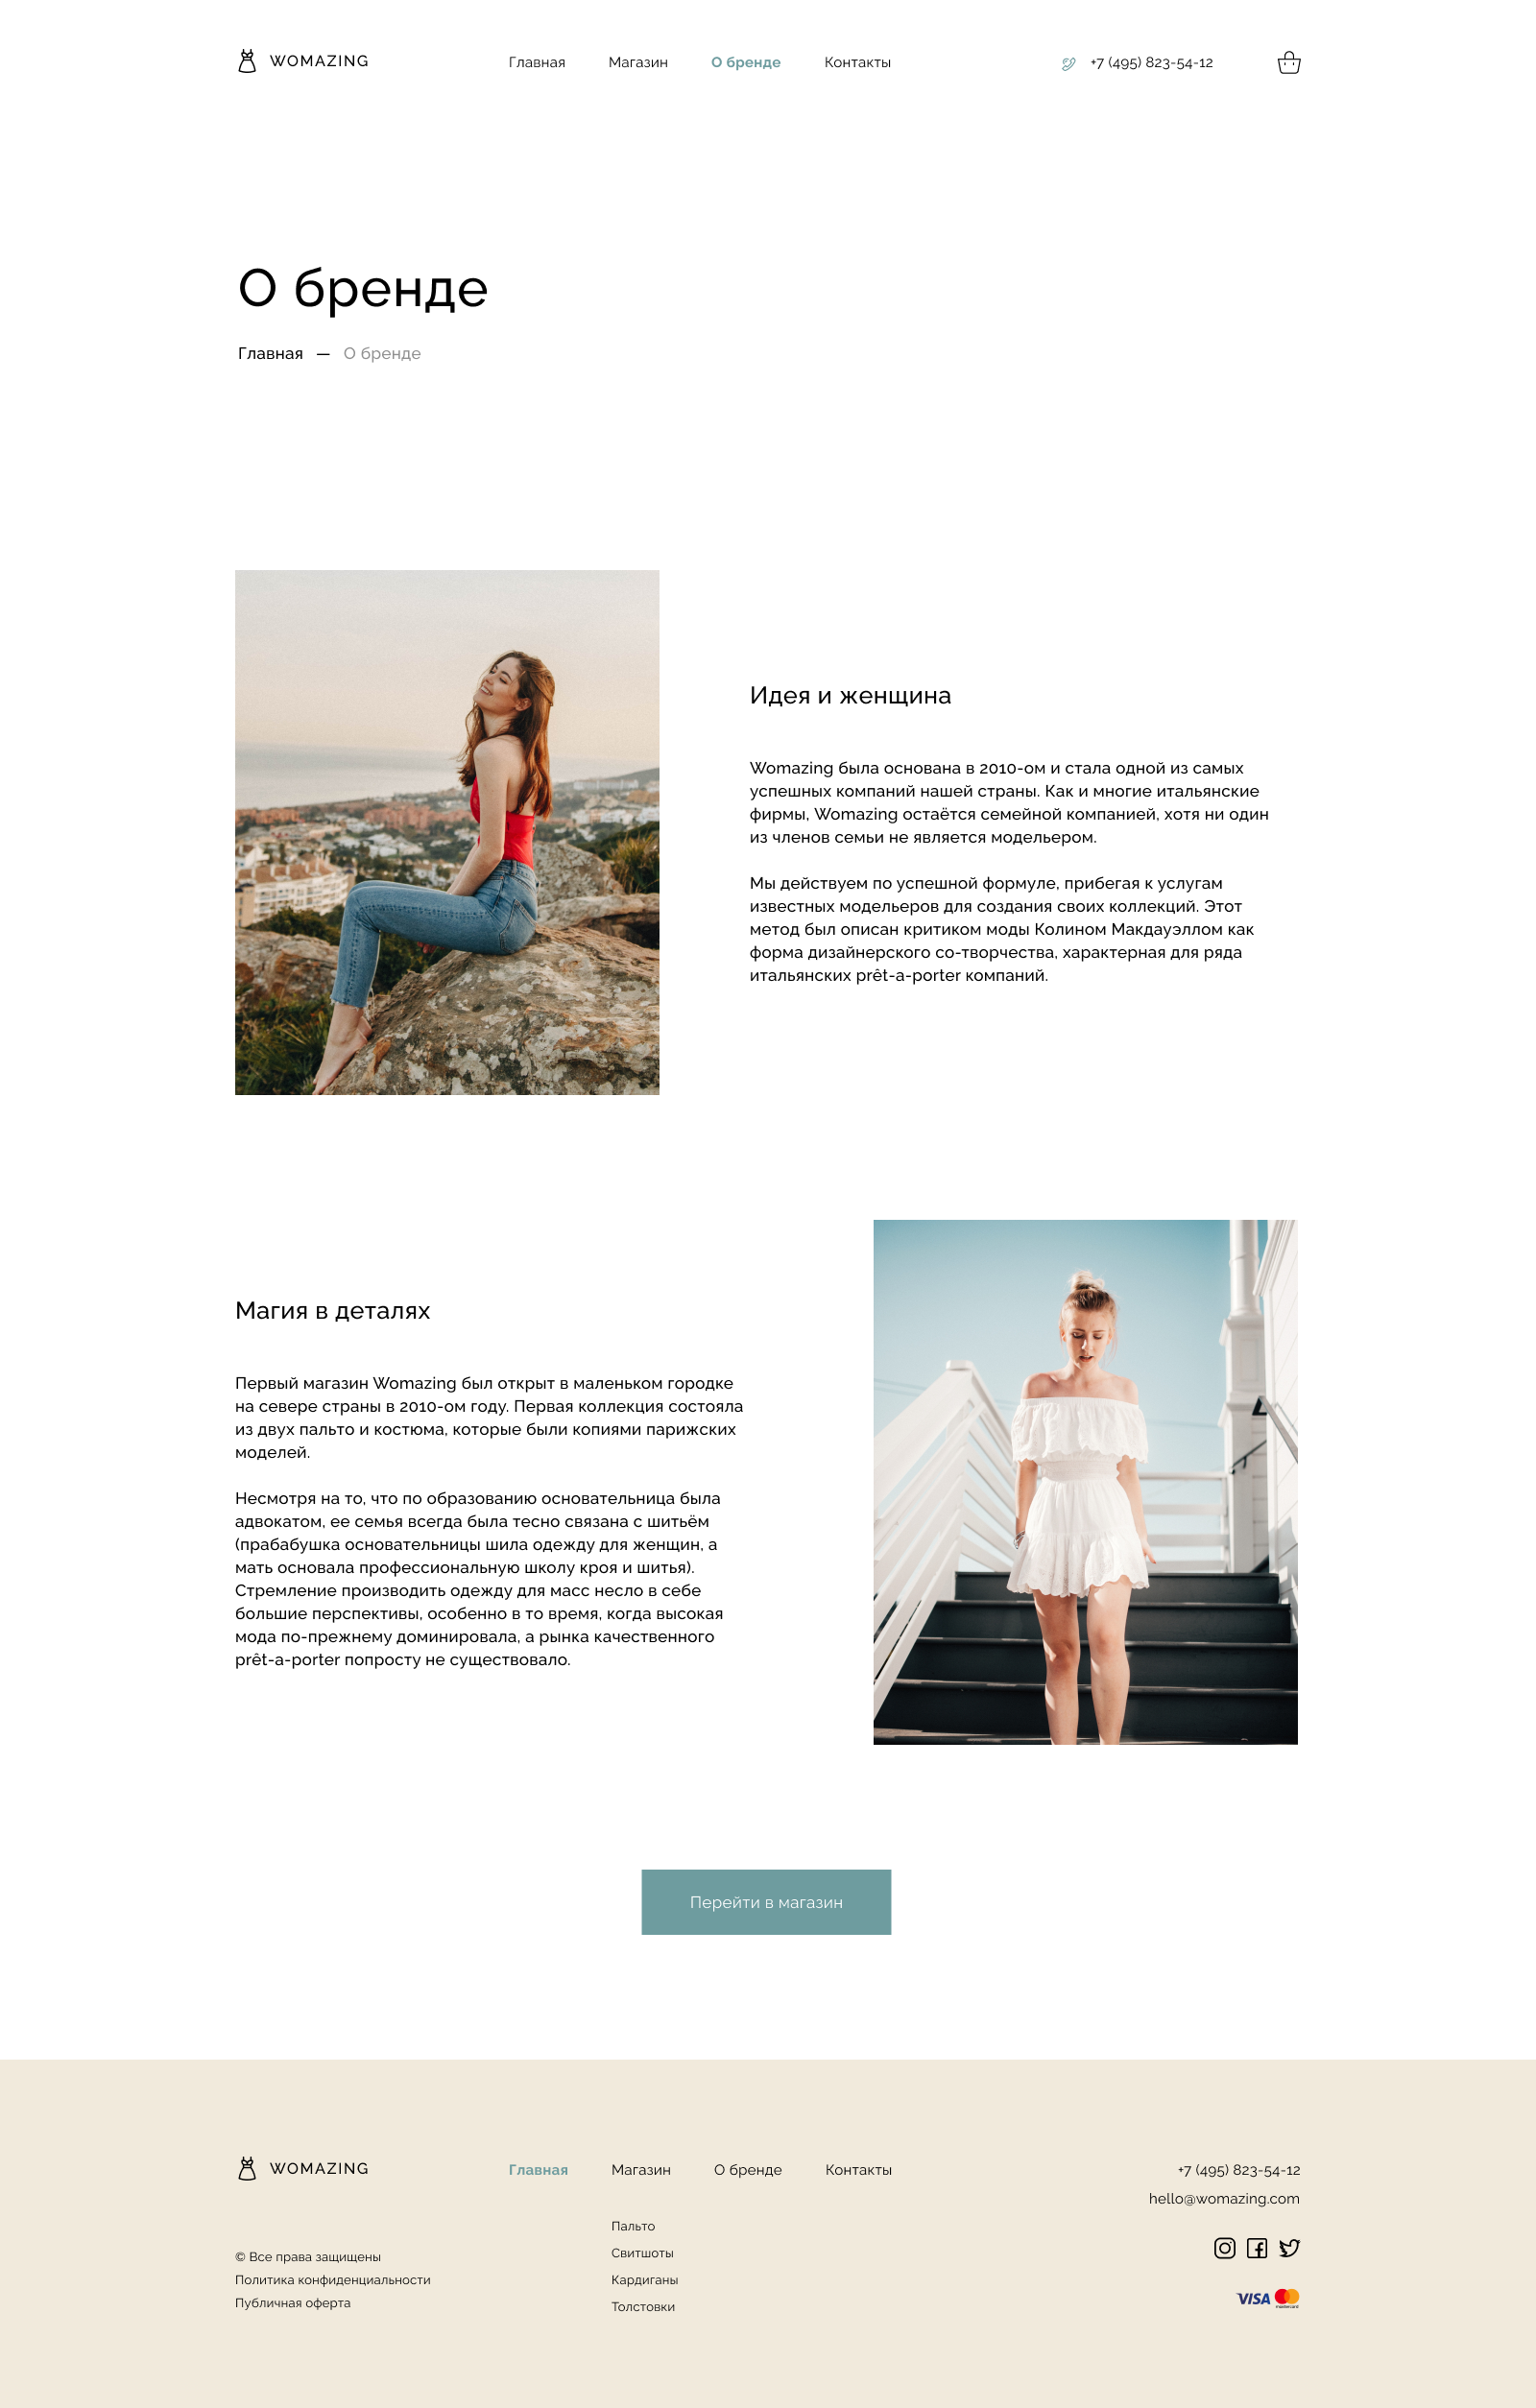 WOMAZING
Главная
Магазин
О бренде
Контакты
+7 (495) 823-54-12
О бренде
Главная — О бренде
Идея и женщина
Womazing была основана в 2010-ом и стала одной из самых
успешных компаний нашей страны. Как и многие итальянские
фирмы, Womazing остаётся семейной компанией, хотя ни один
из членов семьи не является модельером.
Мы действуем по успешной формуле, прибегая к услугам
известных модельеров для создания своих коллекций. Этот
метод был описан критиком моды Колином Макдауэллом как
форма дизайнерского со-творчества, характерная для ряда
итальянских prêt-a-porter компаний.
Магия в деталях
Первый магазин Womazing был открыт в маленьком городке
на севере страны в 2010-ом году. Первая коллекция состояла
из двух пальто и костюма, которые были копиями парижских
моделей.
Несмотря на то, что по образованию основательница была
адвокатом, ее семья всегда была тесно связана с шитьём
(прабабушка основательницы шила одежду для женщин, а
мать основала профессиональную школу кроя и шитья).
Стремление производить одежду для масс несло в себе
большие перспективы, особенно в то время, когда высокая
мода по-прежнему доминировала, а рынка качественного
prêt-a-porter попросту не существовало.
Перейти в магазин
WOMAZING
© Все права защищены
Политика конфиденциальности
Публичная оферта
Главная
Магазин
О бренде
Контакты
Пальто
Свитшоты
Кардиганы
Толстовки
+7 (495) 823-54-12
hello@womazing.com
VISA
mastercard